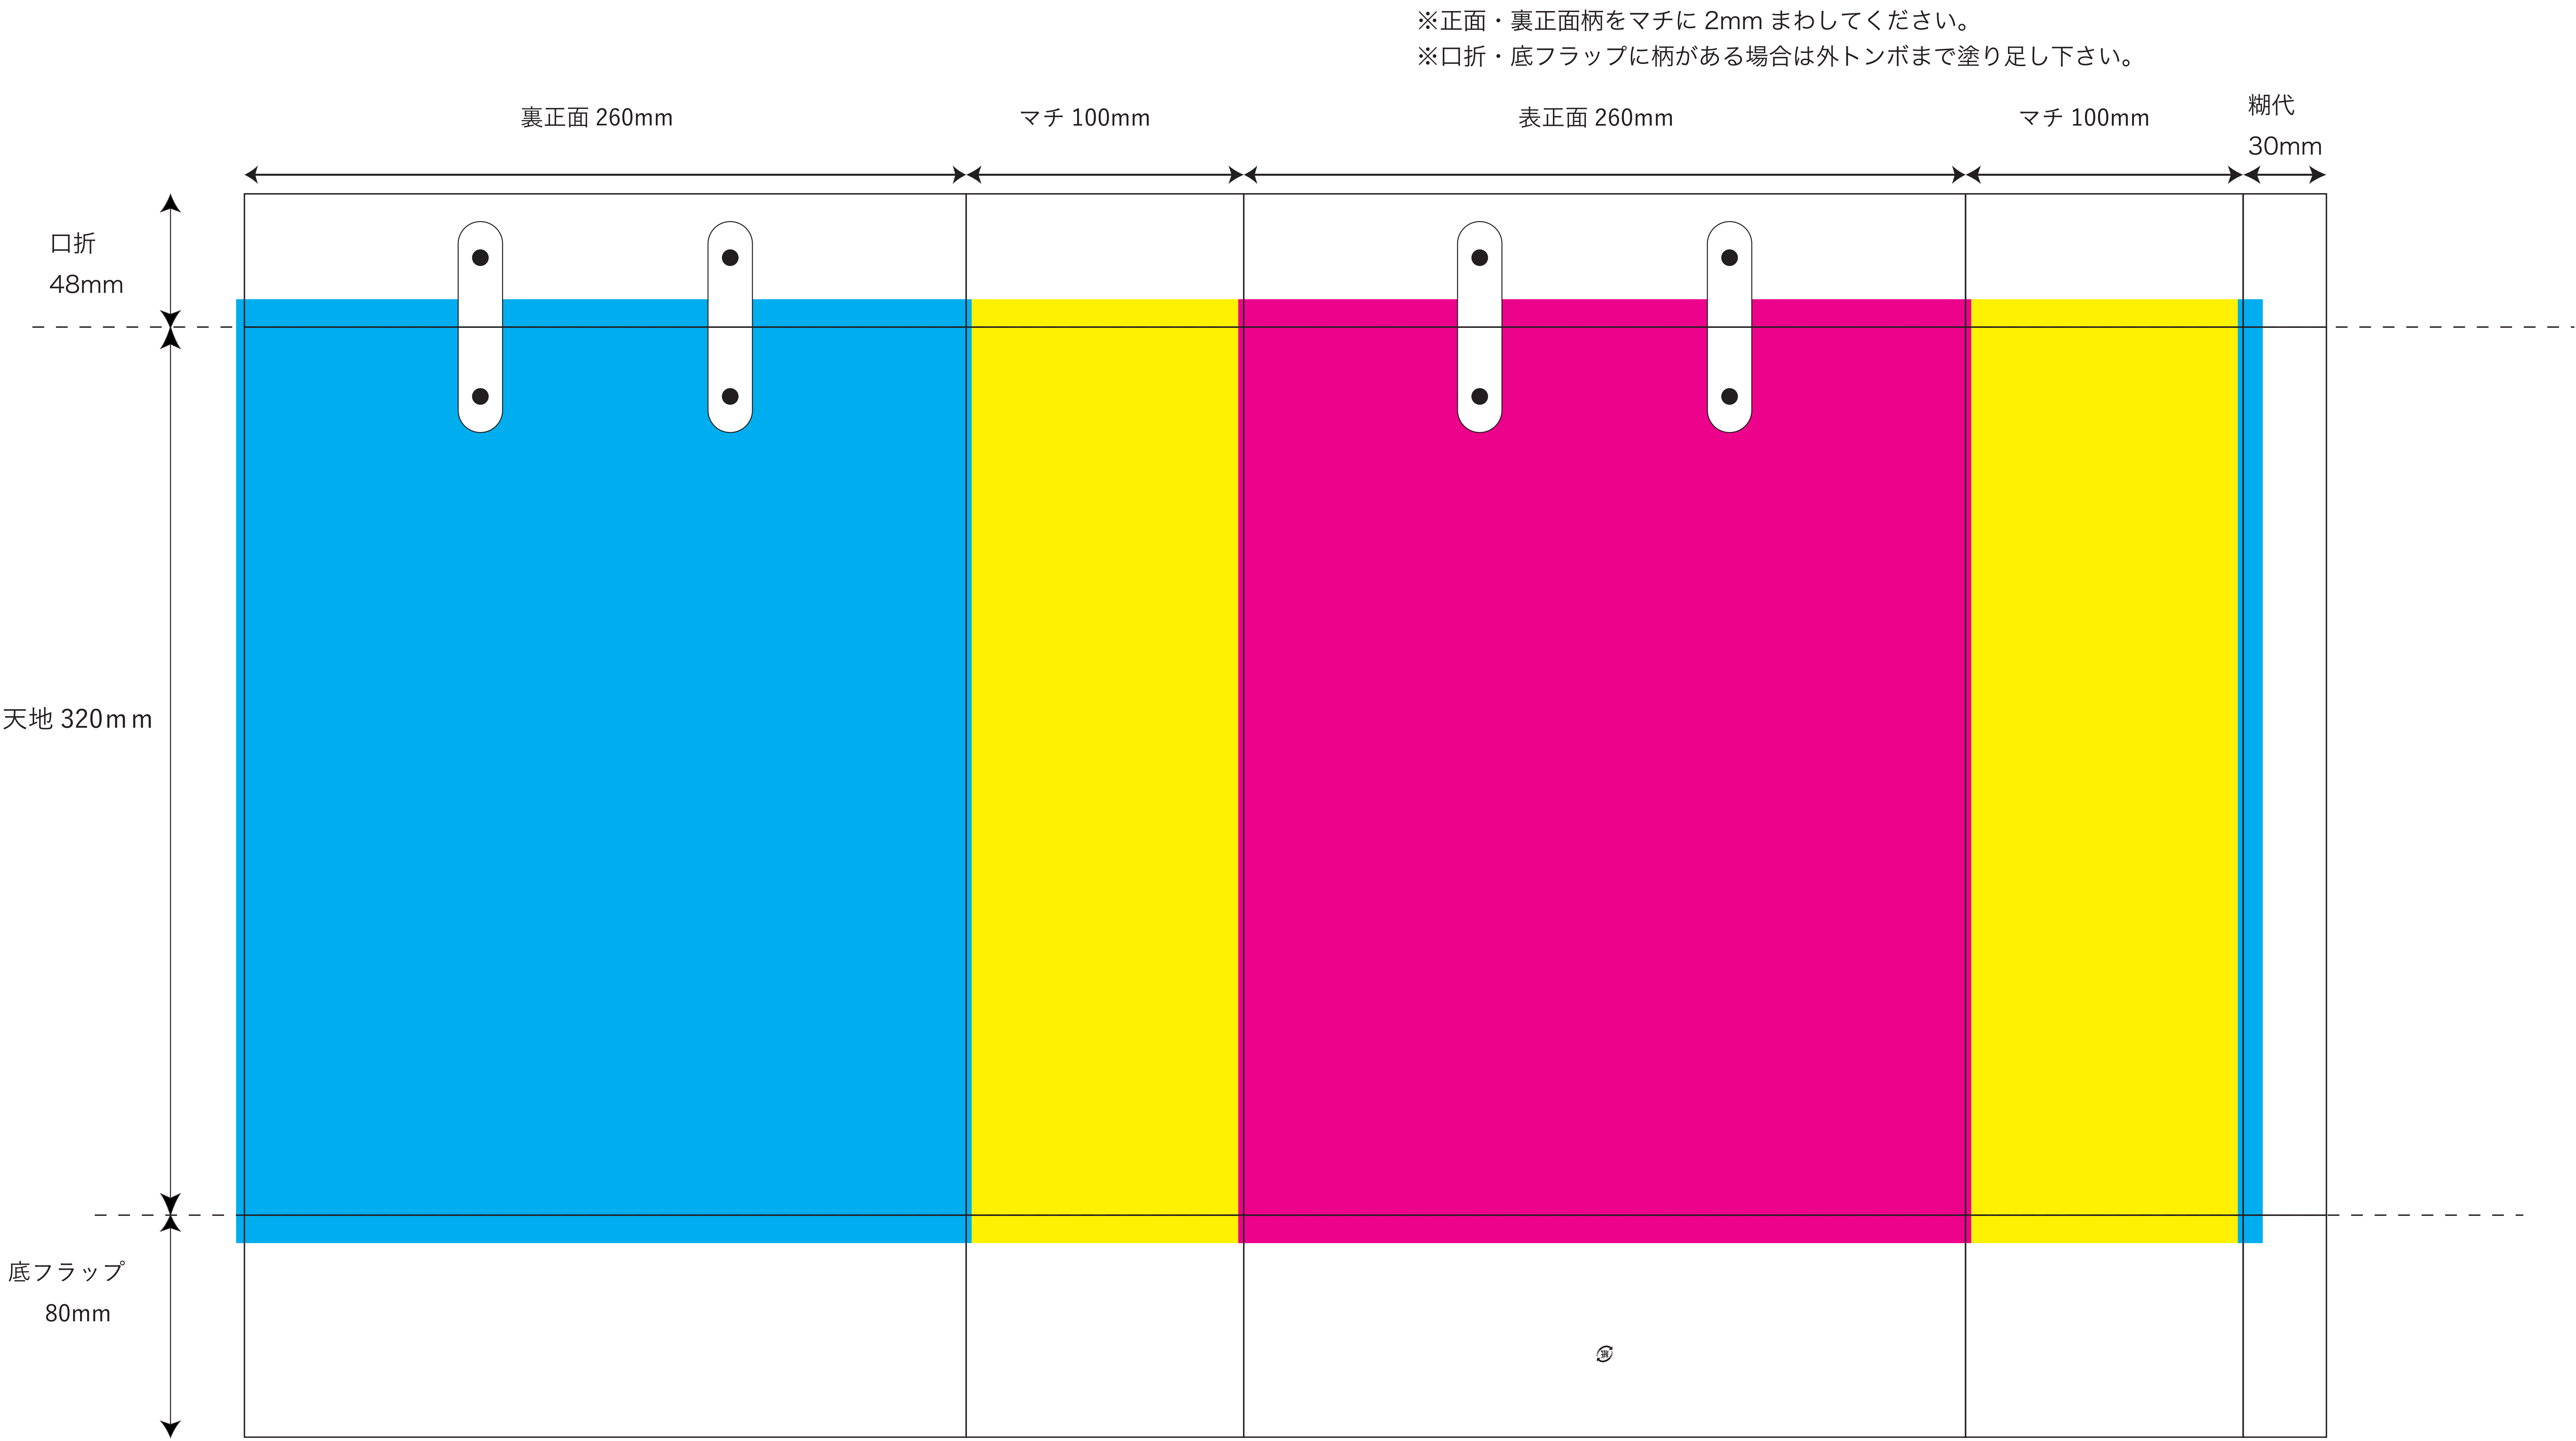 ※正面・裏正面柄をマチに 2mm まわしてください。
※口折・底フラップに柄がある場合は外トンボまで塗り足し下さい。
裏正面 260mm
マチ 100mm
表正面 260mm
マチ 100mm
糊代
30mm
口折
48mm
天地 320mm
底フラップ
80mm